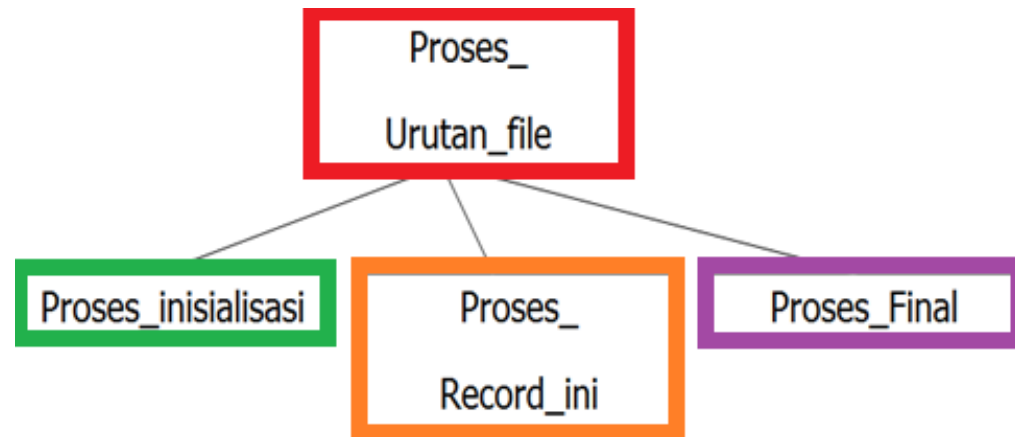 Proses_
Urutan_file
Proses_inisialisasi
Proses_
Record_ini
Proses_Final